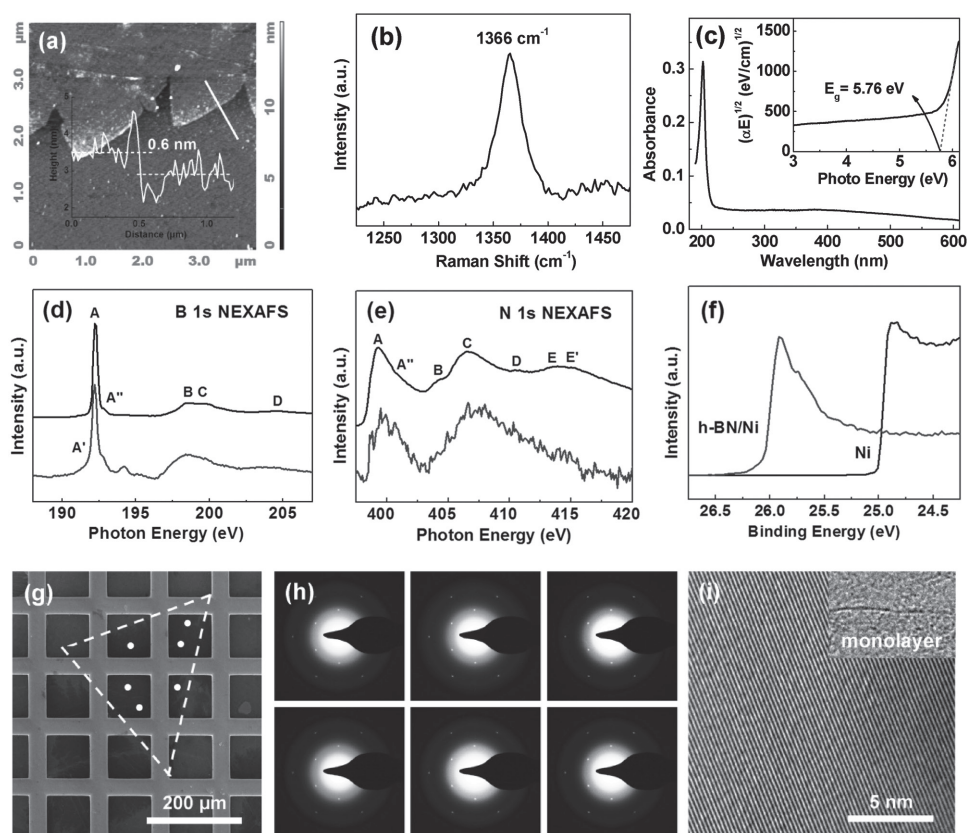 (a)
µm
3.0
2.0
1.0
0
0
1.0
2.0
3.0
µm
nm
10
5
0
Height (nm)
5
4
3
2
0.6 nm
0.0
0.5
1.0
Distance (µm)
(b)
1366 cm⁻¹
Intensity (a.u.)
1250 1300 1350 1400 1450
Raman Shift (cm⁻¹)
(c)
Absorbance
0.3
0.2
0.1
0.0
200 300 400 500 600
Wavelength (nm)
(αE)^1/2 (eV/cm)^1/2
1500
1000
500
0
E_g= 5.76 eV
3 4 5 6
Photo Energy (eV)
(d)
B 1s NEXAFS
A
A"
B C
D
A'
Intensity (a.u.)
190 195 200 205
Photon Energy (eV)
(e)
N 1s NEXAFS
A
A"
B
C
D
E E'
Intensity (a.u.)
400 405 410 415 420
Photon Energy (eV)
(f)
h-BN/Ni
Ni
Intensity (a.u.)
26.5 26.0 25.5 25.0 24.5
Binding Energy (eV)
(g)
200 µm
(h)
(i)
monolayer
5 nm